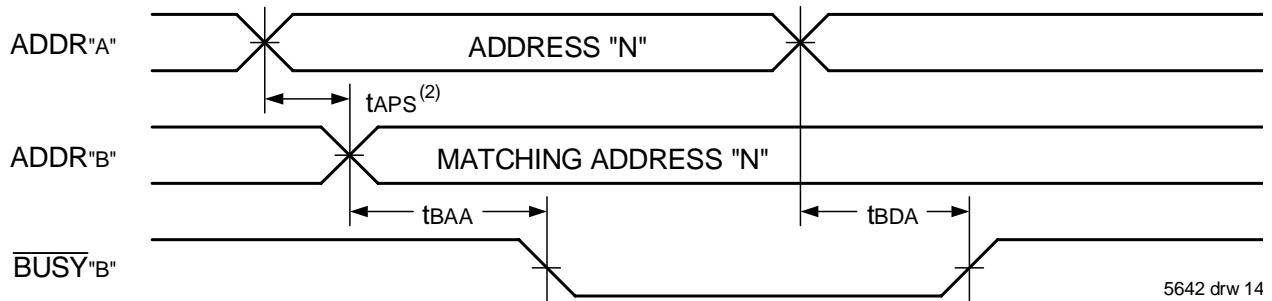 ADDR"A"
ADDRESS "N"
tAPS(2)
ADDR"B"
MATCHING ADDRESS "N"
tBAA
tBDA
BUSY"B"
5642 drw 14